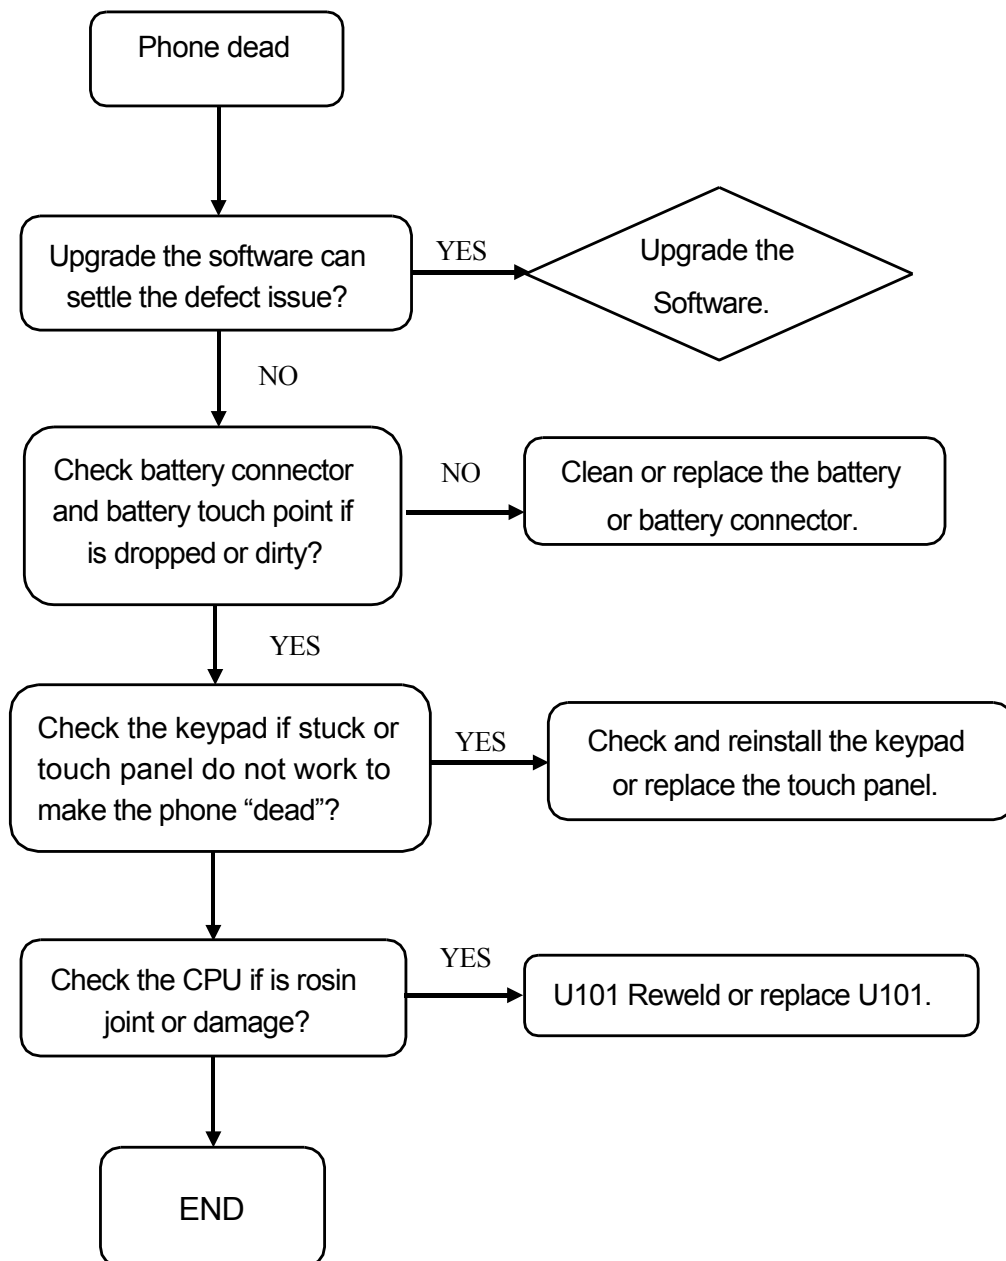 Phone dead
Upgrade the software can
settle the defect issue?
YES
Upgrade the
Software.
NO
Check battery connector
and battery touch point if
is dropped or dirty?
NO
Clean or replace the battery
or battery connector.
YES
Check the keypad if stuck or
touch panel do not work to
make the phone “dead”?
YES
Check and reinstall the keypad
or replace the touch panel.
Check the CPU if is rosin
joint or damage?
YES
U101 Reweld or replace U101.
END